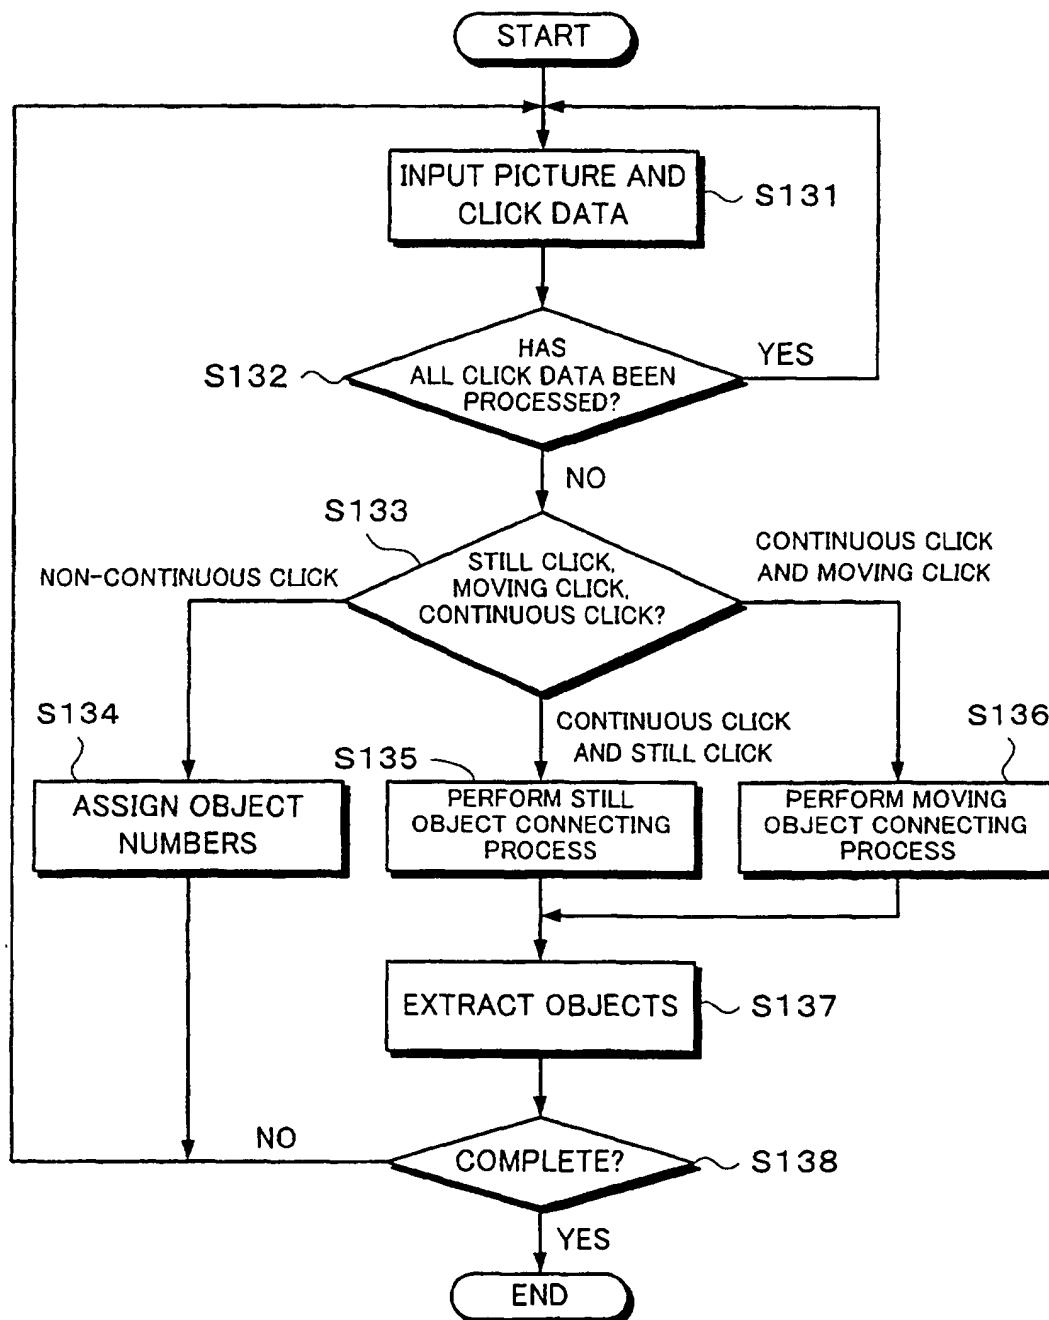 START
INPUT PICTURE AND
CLICK DATA
S131
HAS
ALL CLICK DATA BEEN
PROCESSED?
S132
YES
NO
S133
STILL CLICK,
MOVING CLICK,
CONTINUOUS CLICK?
NON-CONTINUOUS CLICK
CONTINUOUS CLICK
AND MOVING CLICK
CONTINUOUS CLICK
AND STILL CLICK
S134
ASSIGN OBJECT
NUMBERS
S135
PERFORM STILL
OBJECT CONNECTING
PROCESS
S136
PERFORM MOVING
OBJECT CONNECTING
PROCESS
EXTRACT OBJECTS
S137
NO
COMPLETE?
S138
YES
END